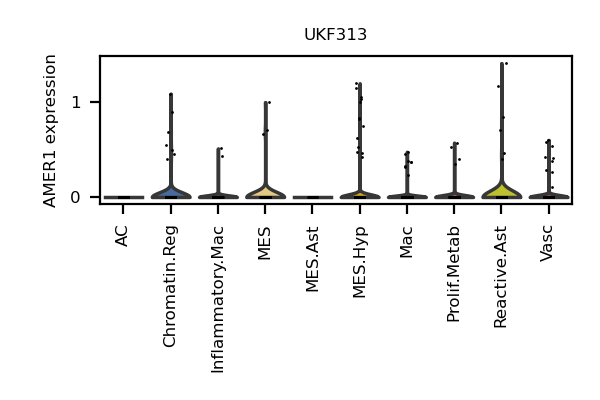 UKF313
AMER1 expression
1
0
AC
Chromatin.Reg
Inflammatory.Mac
MES
MES.Ast
MES.Hyp
Mac
Prolif.Metab
Reactive.Ast
Vasc